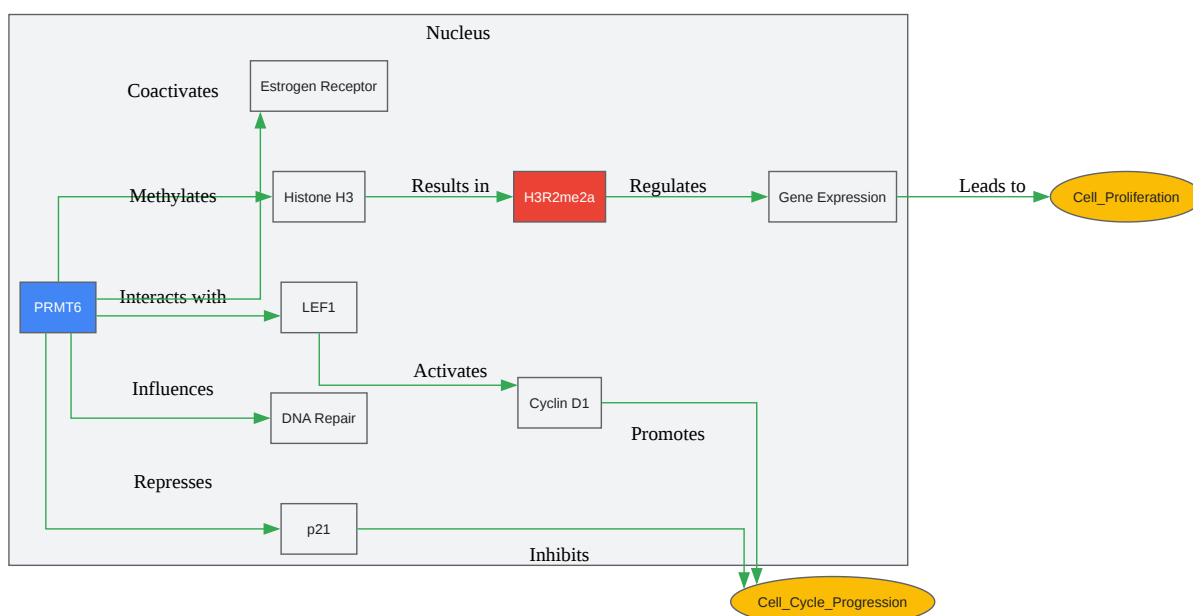 Nucleus
Coactivates
Estrogen Receptor
Methylates
Histone H3
Results in
H3R2me2a
Regulates
Gene Expression
Leads to
Cell_Proliferation
PRMT6
Interacts with
LEF1
Activates
Influences
DNA Repair
Cyclin D1
Promotes
Represses
p21
Inhibits
Cell_Cycle_Progression